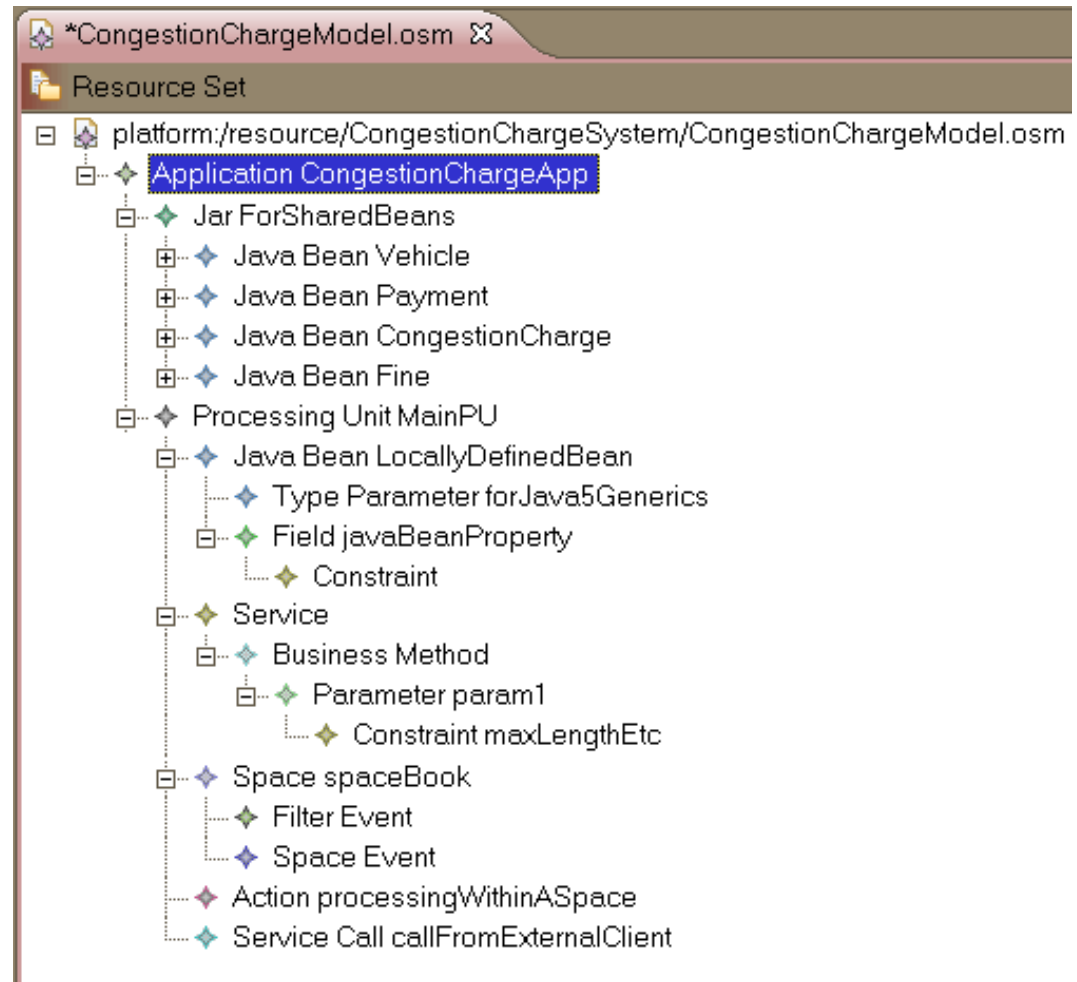 *CongestionChargeModel.osm
Resource Set
platform:/resource/CongestionChargeSystem/CongestionChargeModel.osm
Application CongestionChargeApp
Jar ForSharedBeans
Java Bean Vehicle
Java Bean Payment
Java Bean CongestionCharge
Java Bean Fine
Processing Unit MainPU
Java Bean LocallyDefinedBean
Type Parameter forJava5Generics
Field javaBeanProperty
Constraint
Service
Business Method
Parameter param1
Constraint maxLengthEtc
Space spaceBook
Filter Event
Space Event
Action processingWithinASpace
Service Call callFromExternalClient